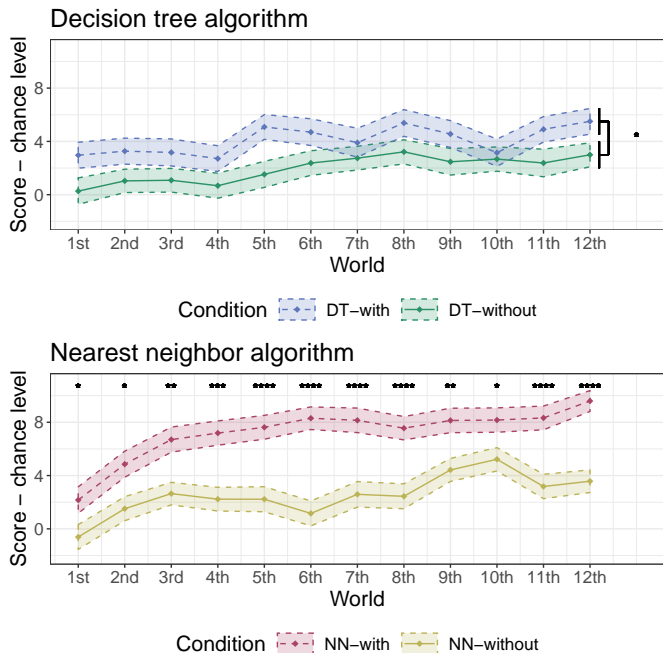 Decision tree algorithm
Score − chance level
8
4
0
*
1st 2nd 3rd 4th 5th 6th 7th 8th 9th 10th 11th 12th
World
Condition DT−with DT−without
Nearest neighbor algorithm
* * ** *** **** **** **** **** ** * **** ****
Score − chance level
8
4
0
1st 2nd 3rd 4th 5th 6th 7th 8th 9th 10th 11th 12th
World
Condition NN−with NN−without